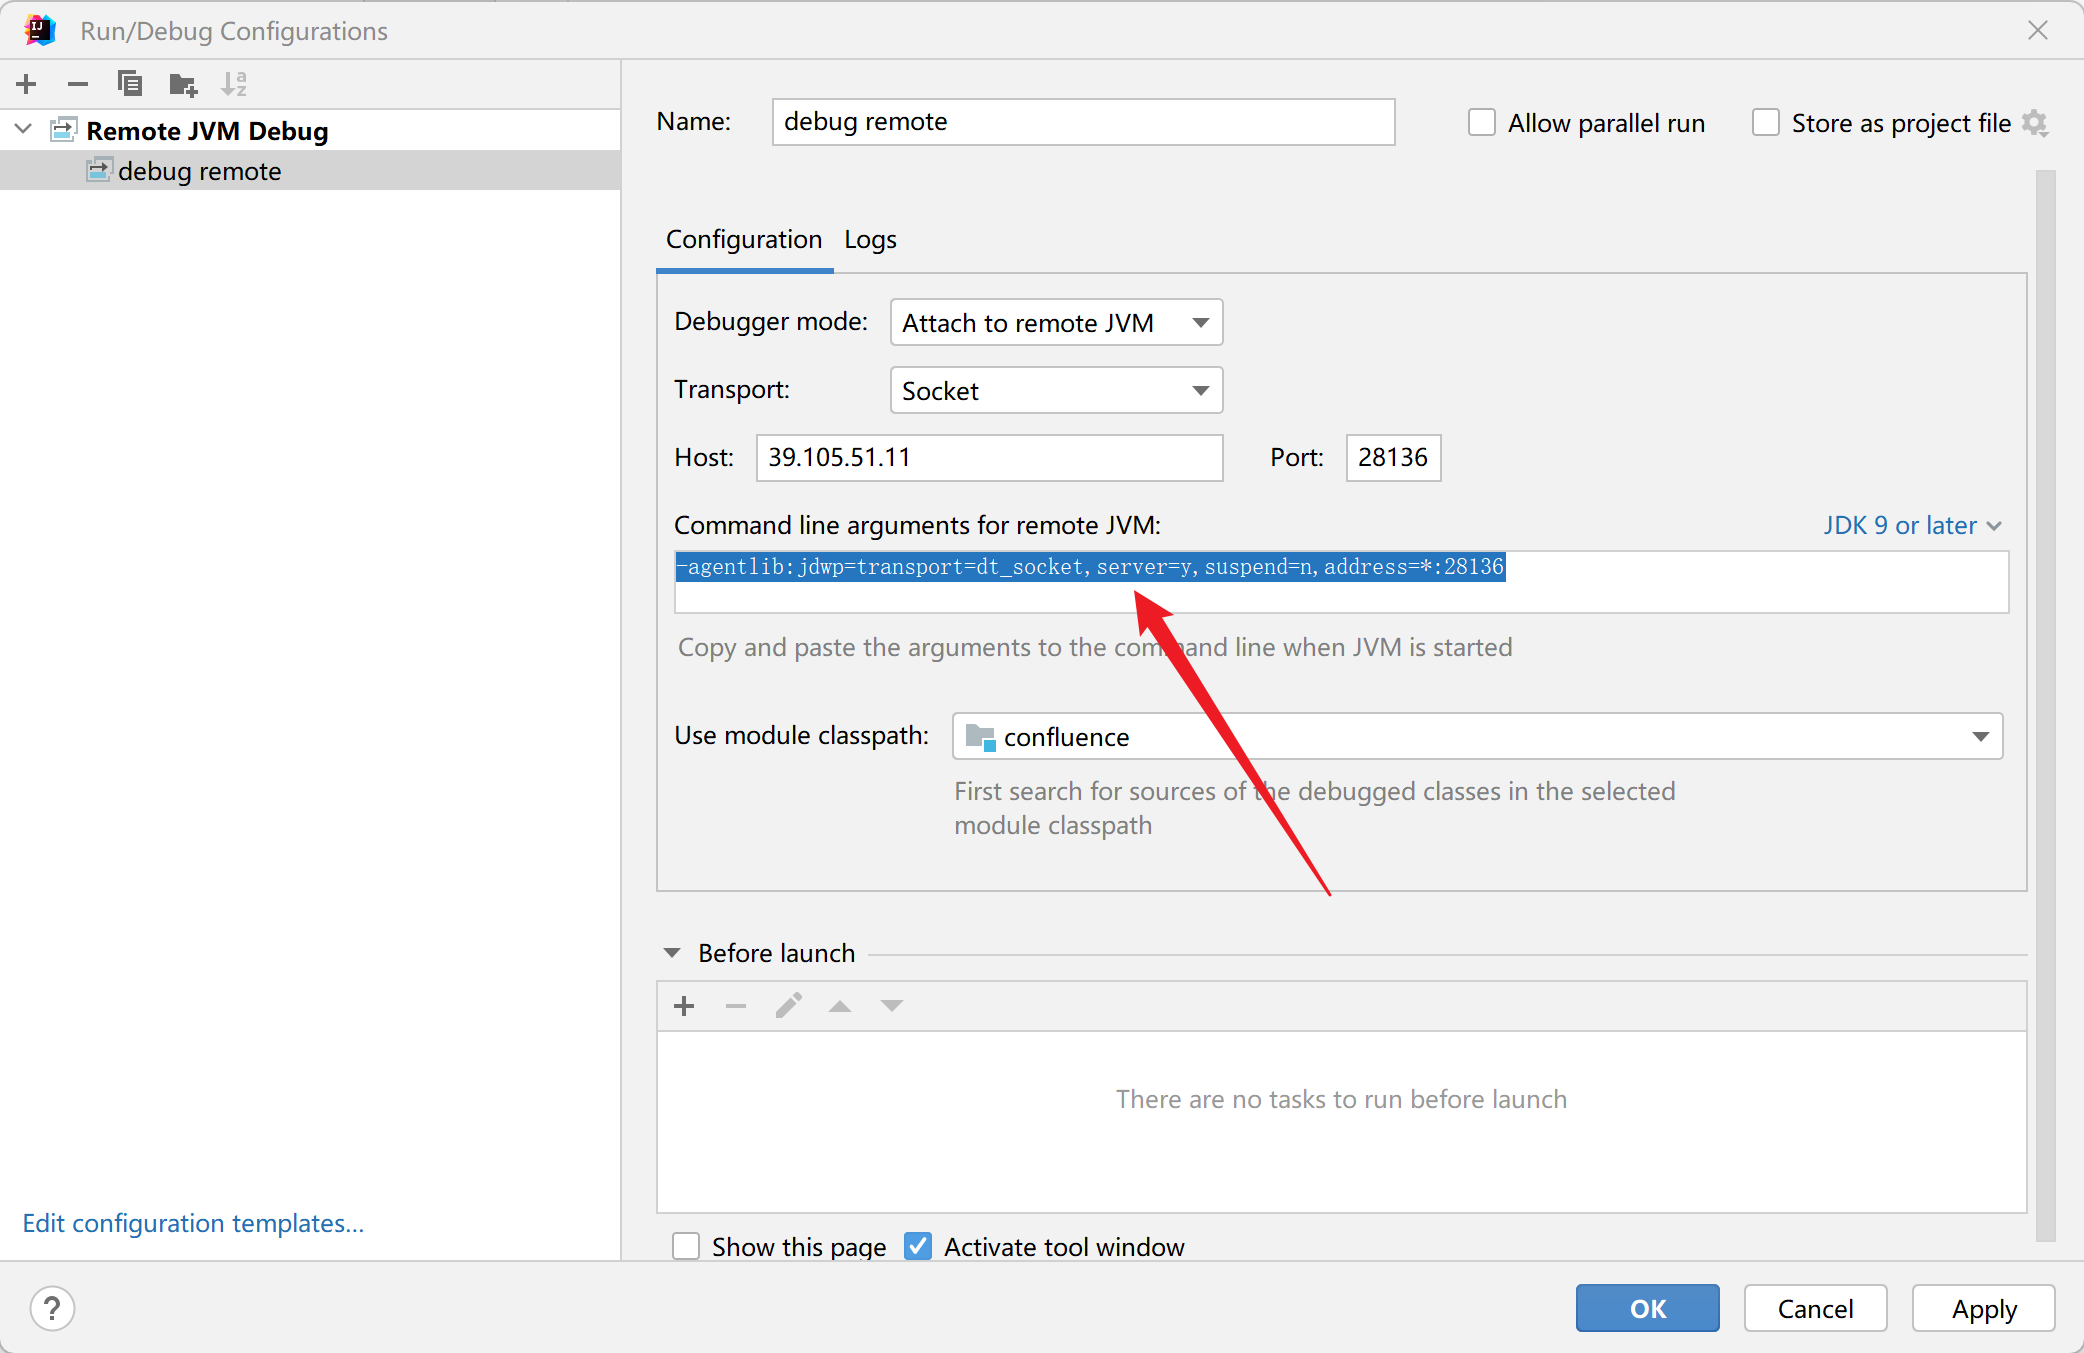 Run/Debug Configurations
Remote JVM Debug
debug remote
Edit configuration templates...
Name: debug remote Allow parallel run Store as project file
Configuration Logs
Debugger mode: Attach to remote JVM
Transport: Socket
Host: 39.105.51.11 Port: 28136
Command line arguments for remote JVM: JDK 9 or later
-agentlib:jdwp=transport=dt_socket,server=y,suspend=n,address=*:28136
Copy and paste the arguments to the command line when JVM is started
Use module classpath: confluence
First search for sources of the debugged classes in the selected
module classpath
Before launch
There are no tasks to run before launch
Show this page Activate tool window
? OK Cancel Apply